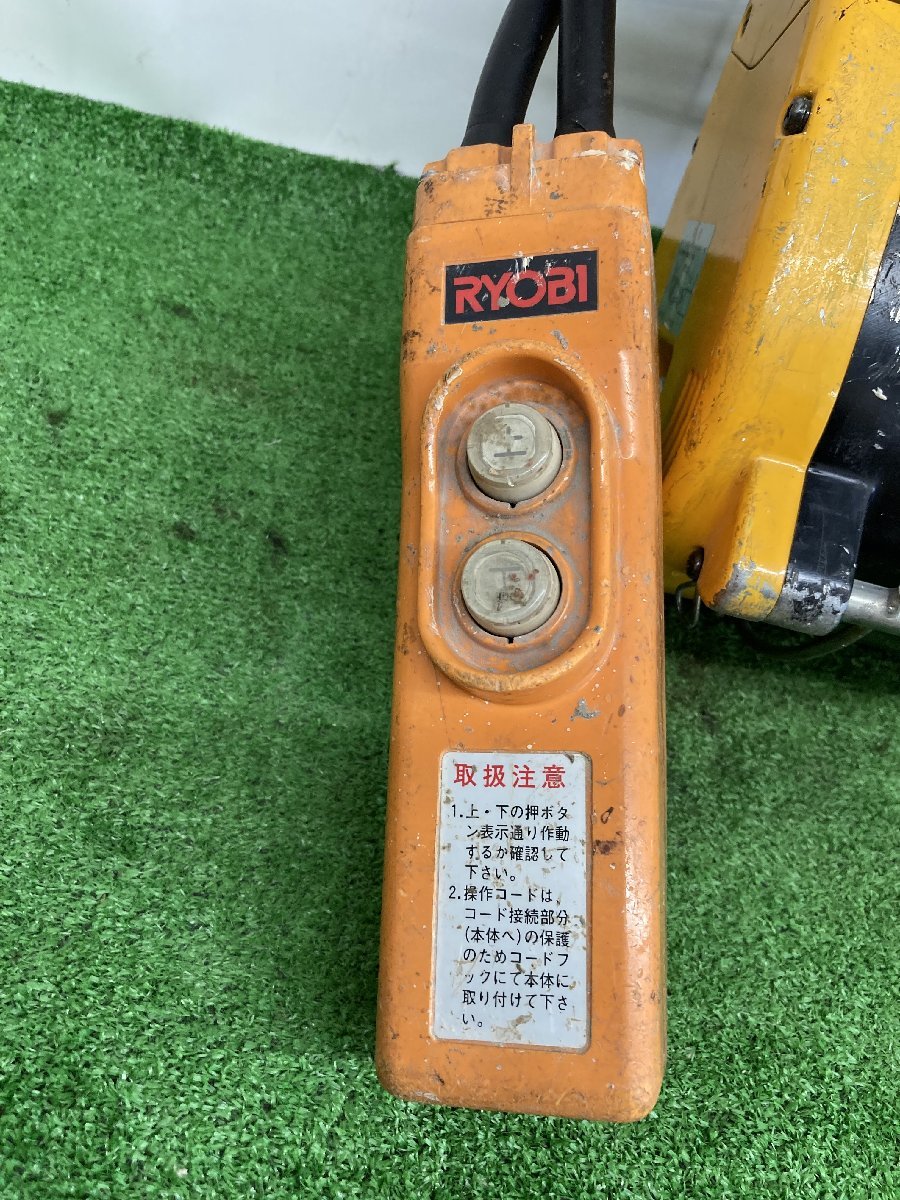 RYOBI
上
下
取扱注意
1.上・下の押ボタ
ン表示通り作動
するか確認して
下さい。
2.操作コードは、
コード接続部分
(本体へ)の保護
のためコードフ
ックにて本体に
取り付けて下さ
い。